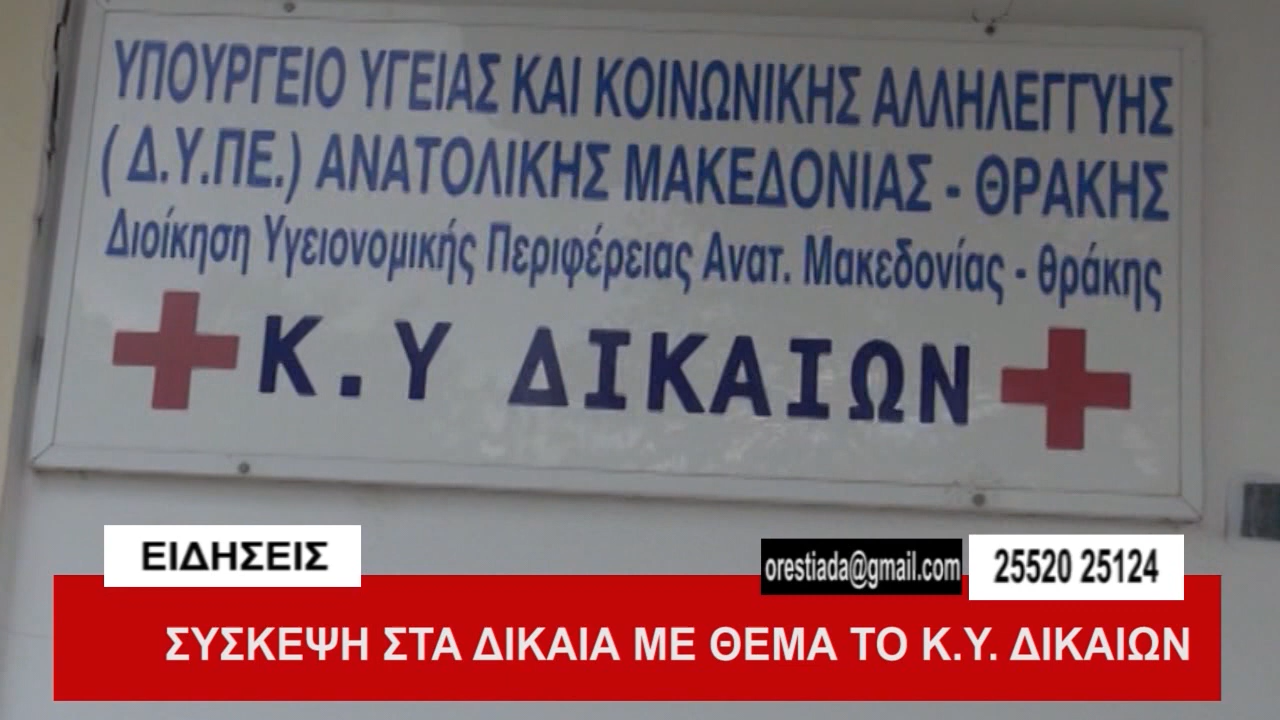 ΥΠΟΥΡΓΕΙΟ ΥΓΕΙΑΣ ΚΑΙ ΚΟΙΝΩΝΙΚΗΣ ΑΛΛΗΛΕΓΓΥΗΣ
( Δ.Υ.ΠΕ.) ΑΝΑΤΟΛΙΚΗΣ ΜΑΚΕΔΟΝΙΑΣ - ΘΡΑΚΗΣ
Διοίκηση Υγειονομικής Περιφέρειας Ανατ. Μακεδονίας - θράκης
Κ.Υ ΔΙΚΑΙΩΝ
ΕΙΔΗΣΕΙΣ
orestiada@gmail.com
25520 25124
ΣΥΣΚΕΨΗ ΣΤΑ ΔΙΚΑΙΑ ΜΕ ΘΕΜΑ ΤΟ Κ.Υ. ΔΙΚΑΙΩΝ